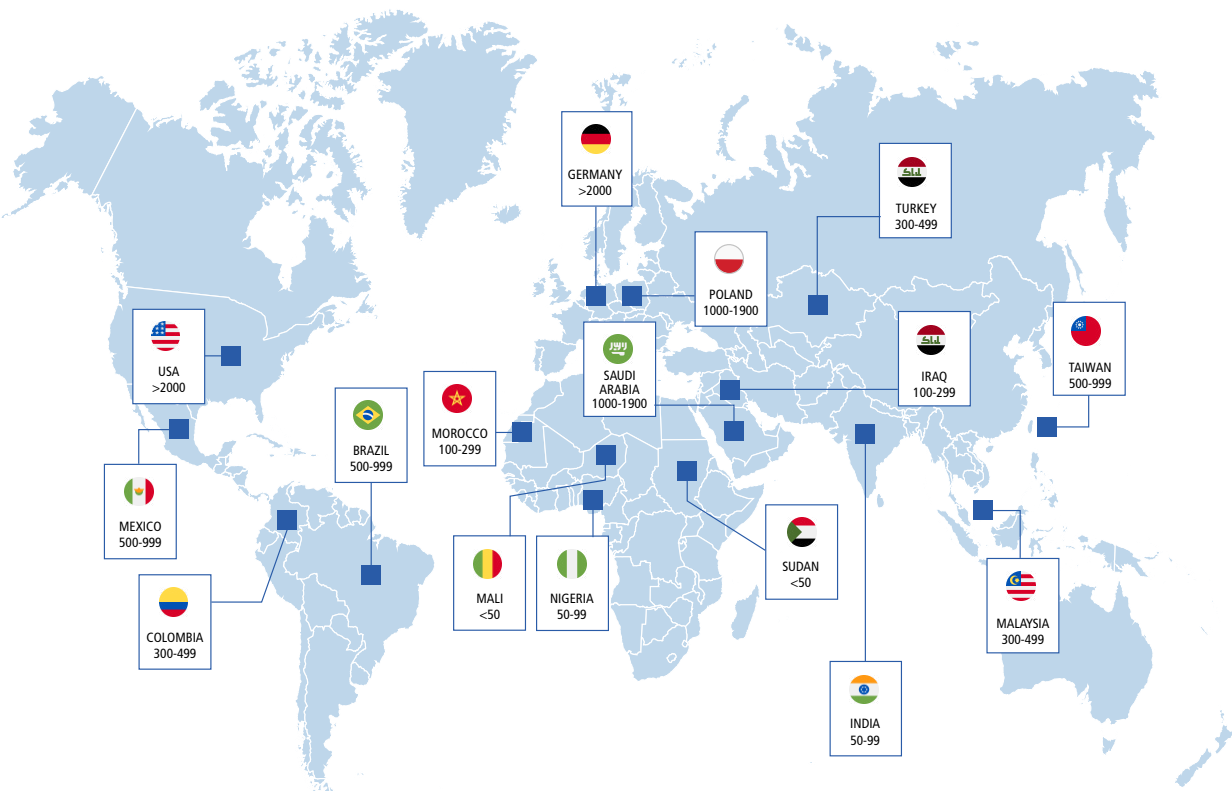 GERMANY
>2000
TURKEY
300-499
POLAND
1000-1900
USA
>2000
SAUDI
ARABIA
1000-1900
IRAQ
100-299
TAIWAN
500-999
BRAZIL
500-999
MOROCCO
100-299
MEXICO
500-999
COLOMBIA
300-499
MALI
<50
NIGERIA
50-99
SUDAN
<50
MALAYSIA
300-499
INDIA
50-99